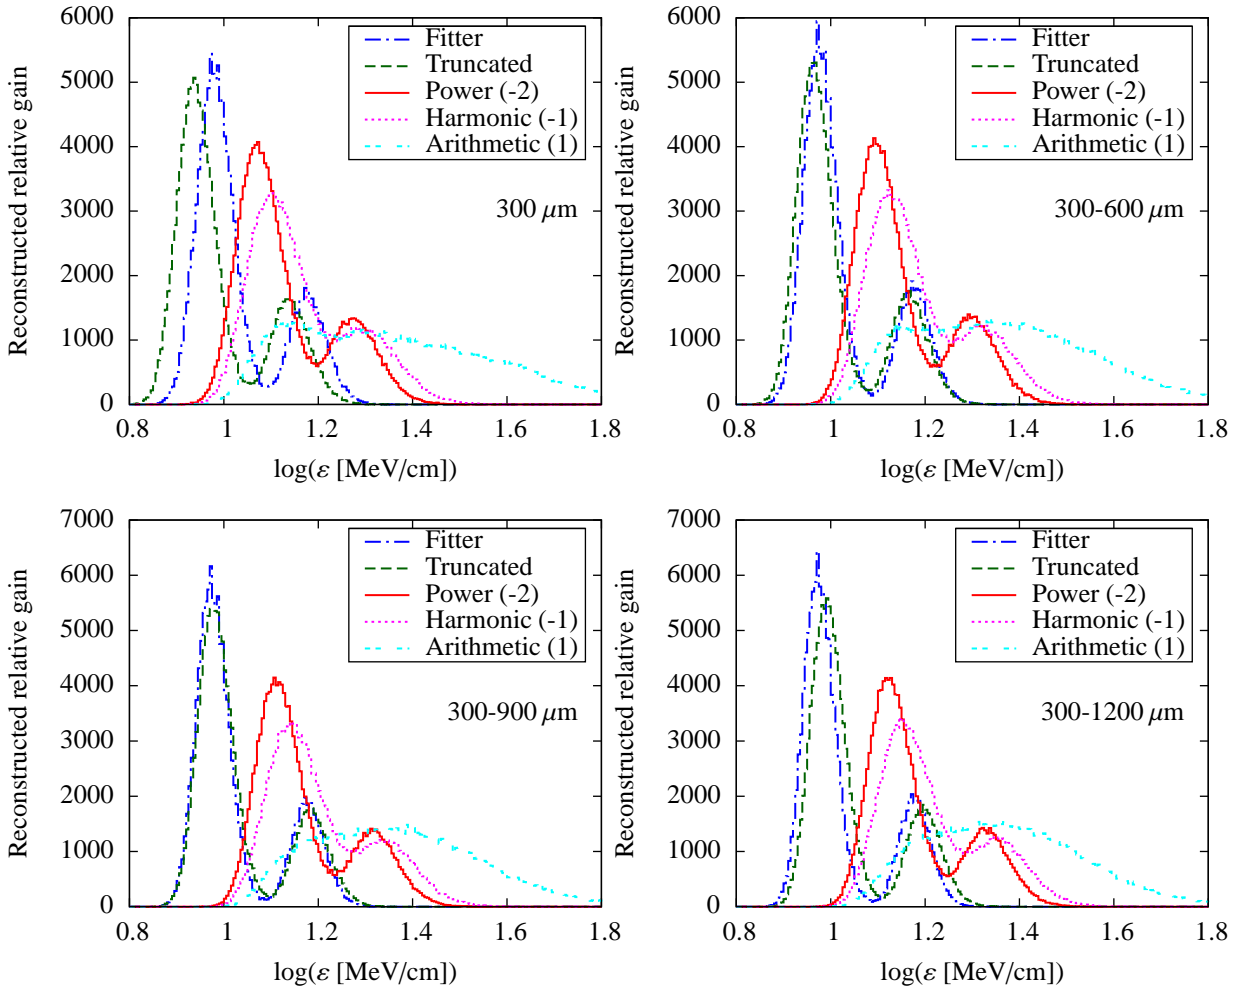 6000
5000
4000
3000
2000
1000
0
Reconstructed relative gain
Fitter
Truncated
Power (-2)
Harmonic (-1)
Arithmetic (1)
300 μm
0.8 1 1.2 1.4 1.6 1.8
log(ε [MeV/cm])
6000
5000
4000
3000
2000
1000
0
Reconstructed relative gain
Fitter
Truncated
Power (-2)
Harmonic (-1)
Arithmetic (1)
300-600 μm
0.8 1 1.2 1.4 1.6 1.8
log(ε [MeV/cm])
7000
6000
5000
4000
3000
2000
1000
0
Reconstructed relative gain
Fitter
Truncated
Power (-2)
Harmonic (-1)
Arithmetic (1)
300-900 μm
0.8 1 1.2 1.4 1.6 1.8
log(ε [MeV/cm])
7000
6000
5000
4000
3000
2000
1000
0
Reconstructed relative gain
Fitter
Truncated
Power (-2)
Harmonic (-1)
Arithmetic (1)
300-1200 μm
0.8 1 1.2 1.4 1.6 1.8
log(ε [MeV/cm])